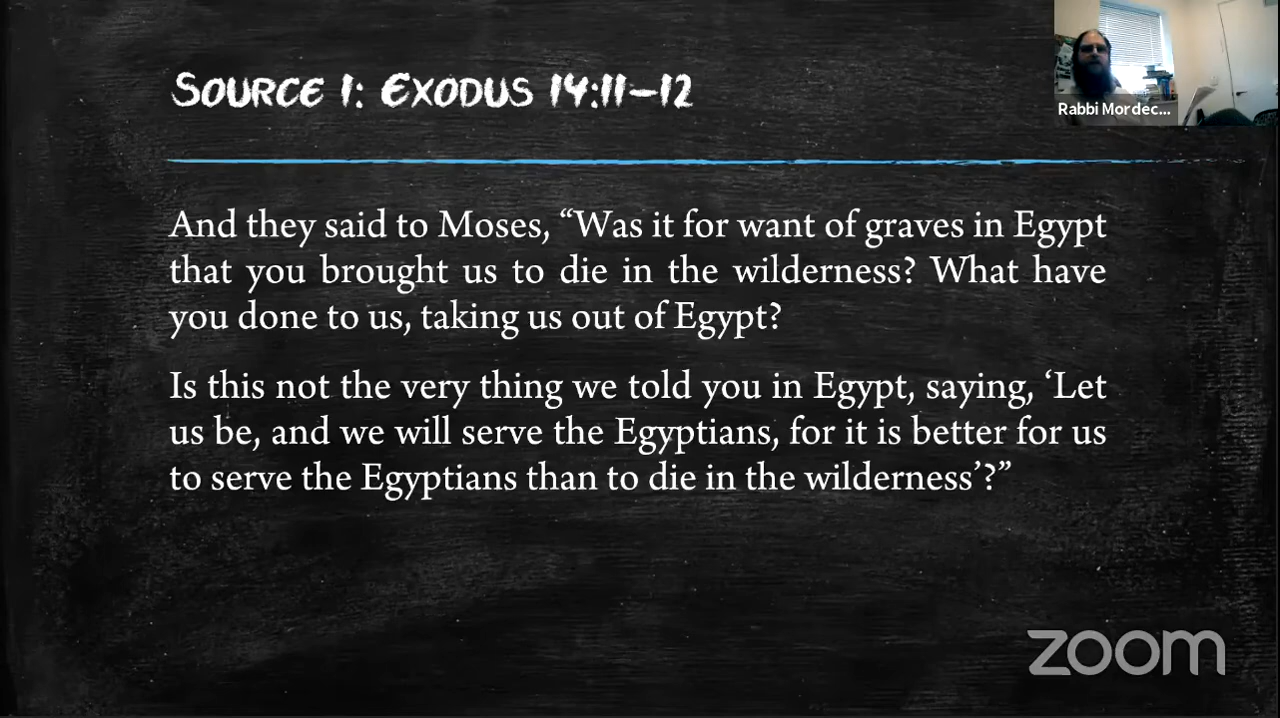 SOURCE 1: EXODUS 14:11–12
Rabbi Mordec...
And they said to Moses, “Was it for want of graves in Egypt
that you brought us to die in the wilderness? What have
you done to us, taking us out of Egypt?
Is this not the very thing we told you in Egypt, saying, ‘Let
us be, and we will serve the Egyptians, for it is better for us
to serve the Egyptians than to die in the wilderness’?”
zoom